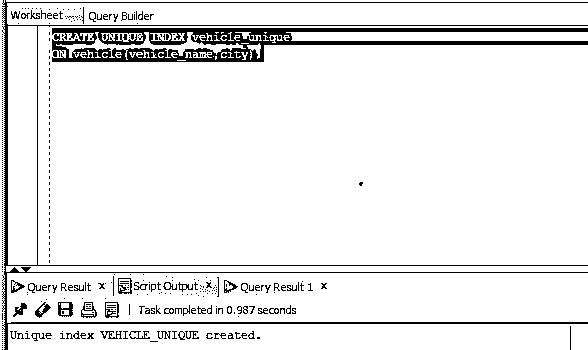 Worksheet Query Builder
CREATE UNIQUE INDEX vehicle_unique
ON vehicle(vehicle_name,city);
Query Result x Script Output x Query Result 1 x
Task completed in 0.987 seconds
Unique index VEHICLE_UNIQUE created.